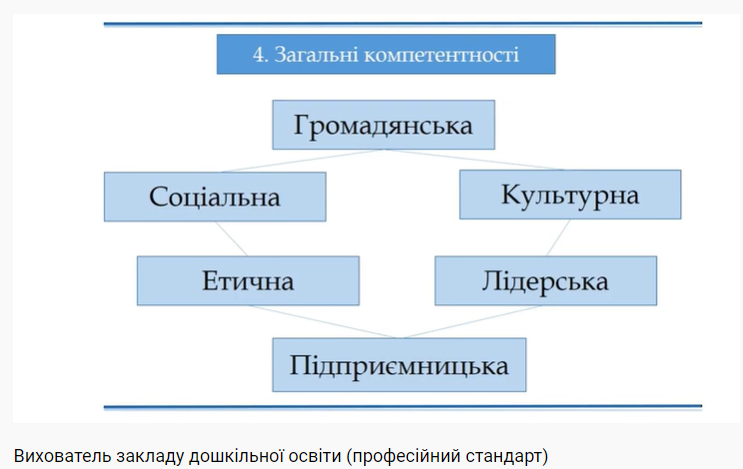 4. Загальні компетентності
Громадянська
Соціальна
Культурна
Етична
Лідерська
Підприємницька
Вихователь закладу дошкільної освіти (професійний стандарт)